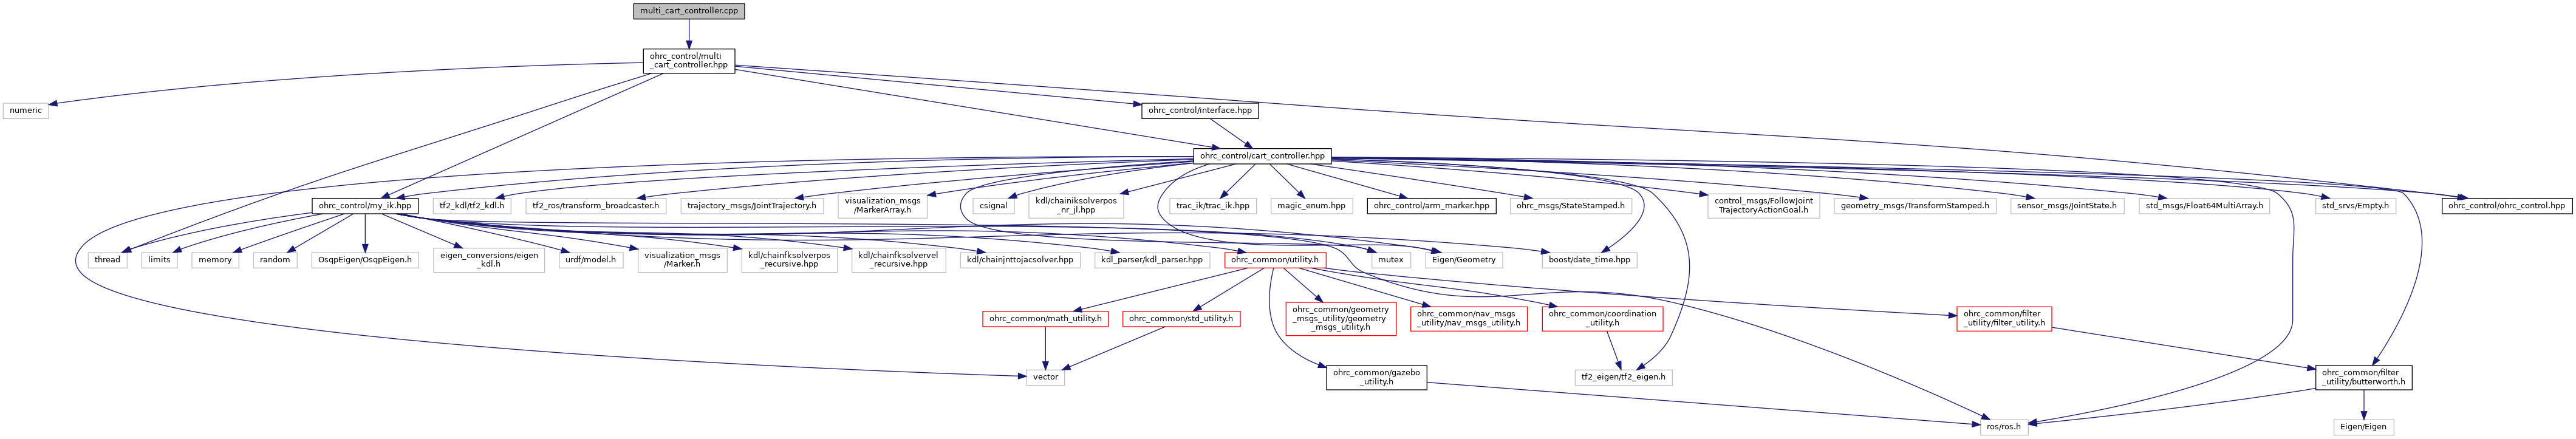 multi_cart_controller.cpp
ohrc_control/multi
_cart_controller.hpp
numeric
ohrc_control/interface.hpp
ohrc_control/cart_controller.hpp
ohrc_control/my_ik.hpp
tf2_kdl/tf2_kdl.h
tf2_ros/transform_broadcaster.h
trajectory_msgs/JointTrajectory.h
visualization_msgs
/MarkerArray.h
csignal
kdl/chainiksolverpos
_nr_jl.hpp
trac_ik/trac_ik.hpp
magic_enum.hpp
ohrc_control/arm_marker.hpp
ohrc_msgs/StateStamped.h
control_msgs/FollowJoint
TrajectoryActionGoal.h
geometry_msgs/TransformStamped.h
sensor_msgs/JointState.h
std_msgs/Float64MultiArray.h
std_srvs/Empty.h
ohrc_control/ohrc_control.hpp
thread
limits
memory
random
OsqpEigen/OsqpEigen.h
eigen_conversions/eigen
_kdl.h
urdf/model.h
visualization_msgs
/Marker.h
kdl/chainfksolverpos
_recursive.hpp
kdl/chainfksolvervel
_recursive.hpp
kdl/chainjnttojacsolver.hpp
kdl_parser/kdl_parser.hpp
ohrc_common/utility.h
mutex
Eigen/Geometry
boost/date_time.hpp
ohrc_common/math_utility.h
ohrc_common/std_utility.h
ohrc_common/geometry
_msgs_utility/geometry
_msgs_utility.h
ohrc_common/nav_msgs
_utility/nav_msgs_utility.h
ohrc_common/coordination
_utility.h
ohrc_common/filter
_utility/filter_utility.h
vector
ohrc_common/gazebo
_utility.h
tf2_eigen/tf2_eigen.h
ohrc_common/filter
_utility/butterworth.h
ros/ros.h
Eigen/Eigen